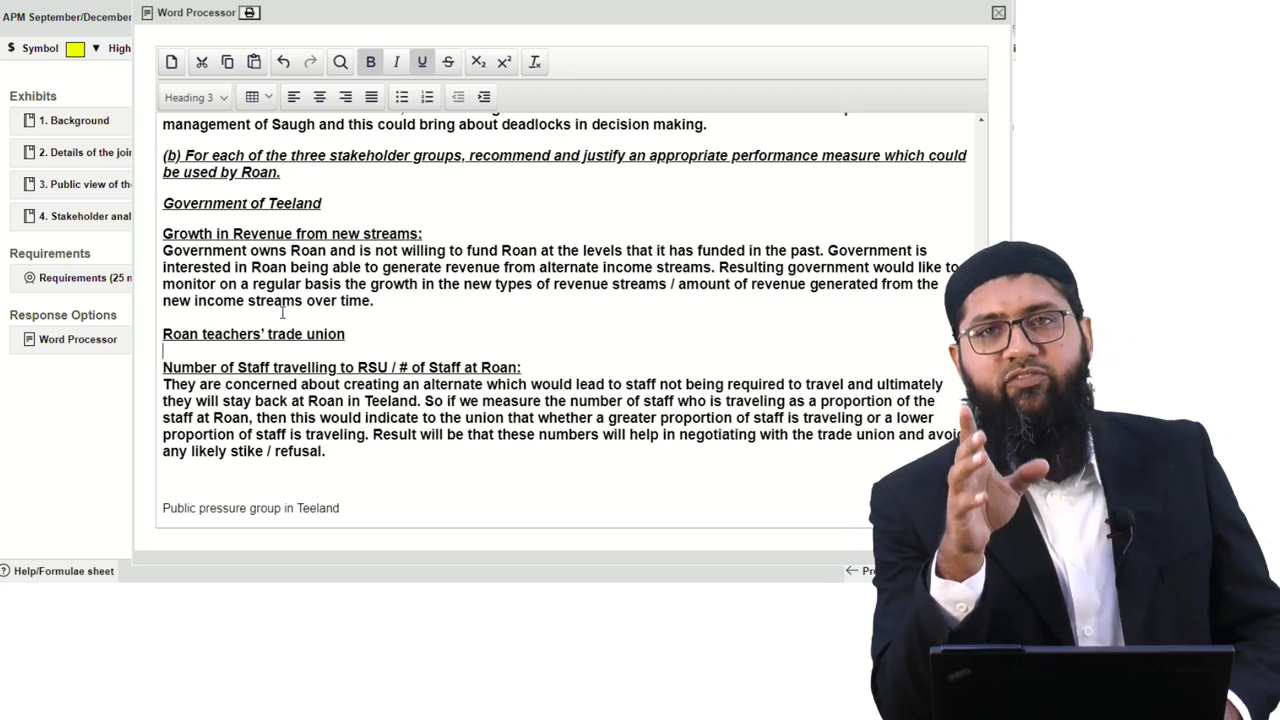 APM September/December
Word Processor
$ Symbol
High
Exhibits
1. Background
2. Details of the join
3. Public view of the
4. Stakeholder anal
Requirements
Requirements (25 m
Response Options
Word Processor
B I U S X₂ X² Tx
Heading 3
management of Saugh and this could bring about deadlocks in decision making.
(b) For each of the three stakeholder groups, recommend and justify an appropriate performance measure which could
be used by Roan.
Government of Teeland
Growth in Revenue from new streams:
Government owns Roan and is not willing to fund Roan at the levels that it has funded in the past. Government is
interested in Roan being able to generate revenue from alternate income streams. Resulting government would like to
monitor on a regular basis the growth in the new types of revenue streams / amount of revenue generated from the
new income streams over time.
Roan teachers' trade union
Number of Staff travelling to RSU / # of Staff at Roan:
They are concerned about creating an alternate which would lead to staff not being required to travel and ultimately
they will stay back at Roan in Teeland. So if we measure the number of staff who is traveling as a proportion of the
staff at Roan, then this would indicate to the union that whether a greater proportion of staff is traveling or a lower
proportion of staff is traveling. Result will be that these numbers will help in negotiating with the trade union and avoid
any likely stike / refusal.
Public pressure group in Teeland
Help/Formulae sheet
← Pre